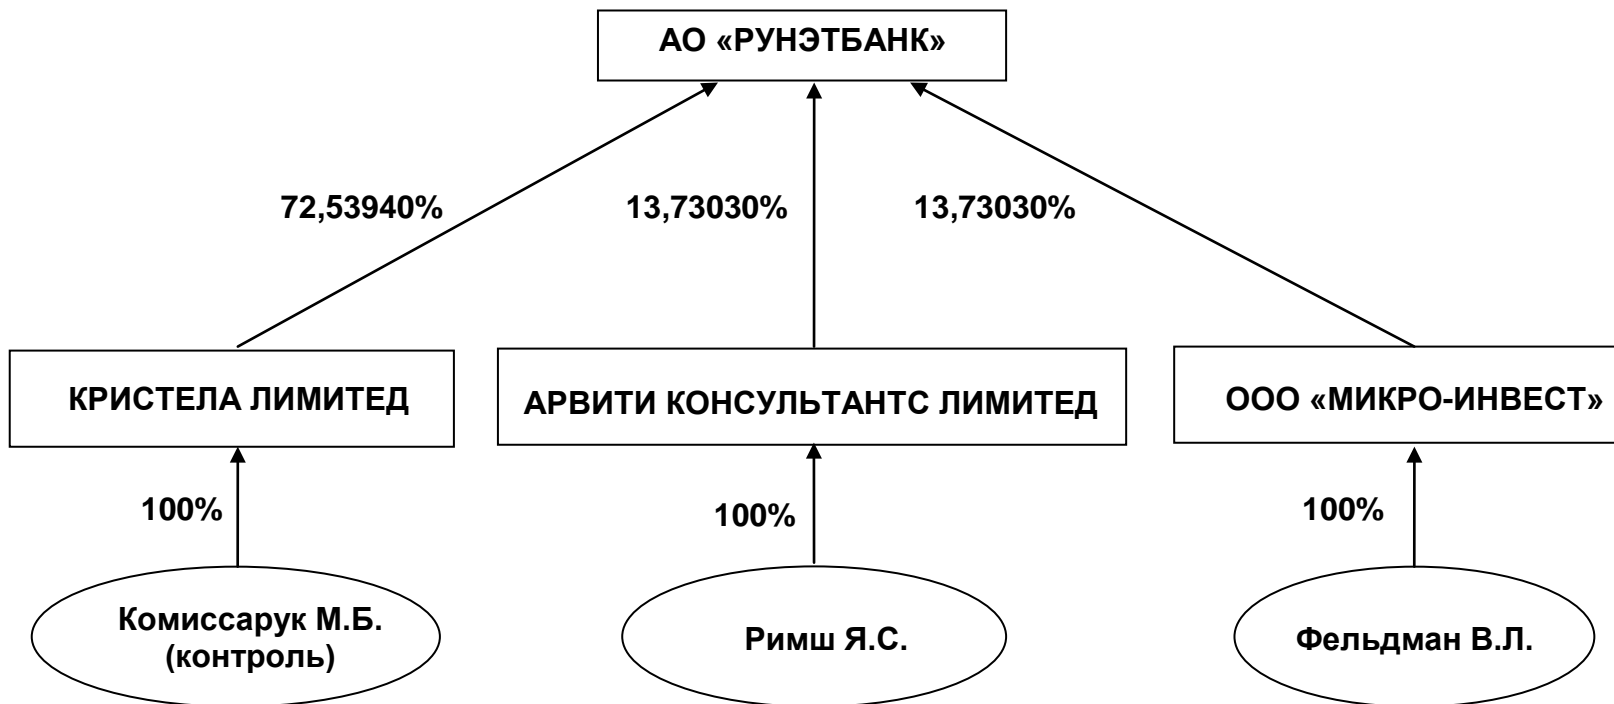 АО «РУНЭТБАНК»
72,53940%
13,73030%
13,73030%
КРИСТЕЛА ЛИМИТЕД
АРВИТИ КОНСУЛЬТАНТС ЛИМИТЕД
ООО «МИКРО-ИНВЕСТ»
100%
100%
100%
Комиссарук М.Б.
(контроль)
Римш Я.С.
Фельдман В.Л.